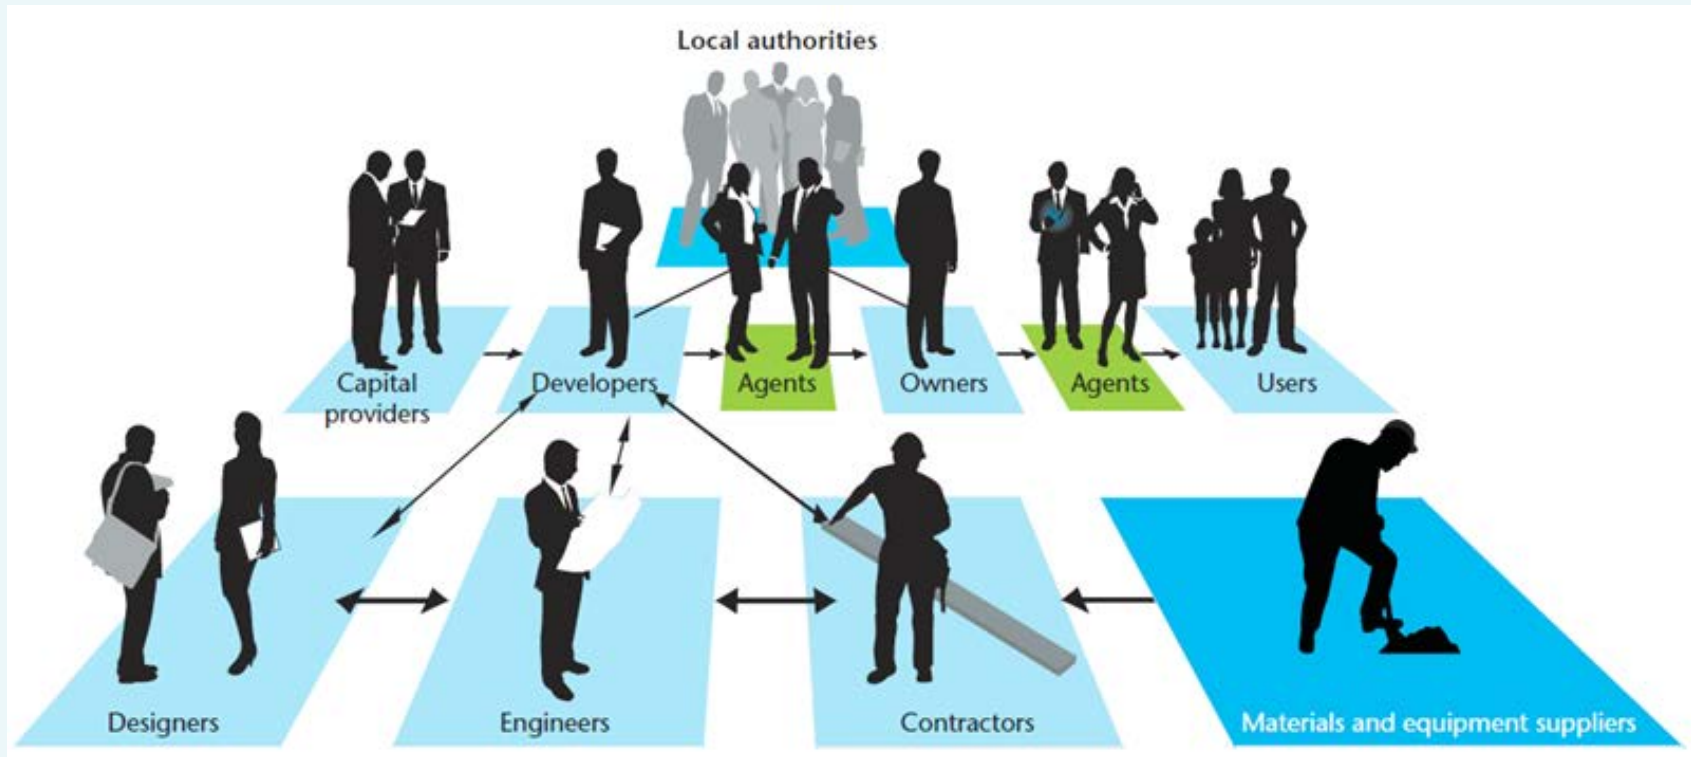 Local authorities
Capital
providers
Developers
Agents
Owners
Agents
Users
Designers
Engineers
Contractors
Materials and equipment suppliers